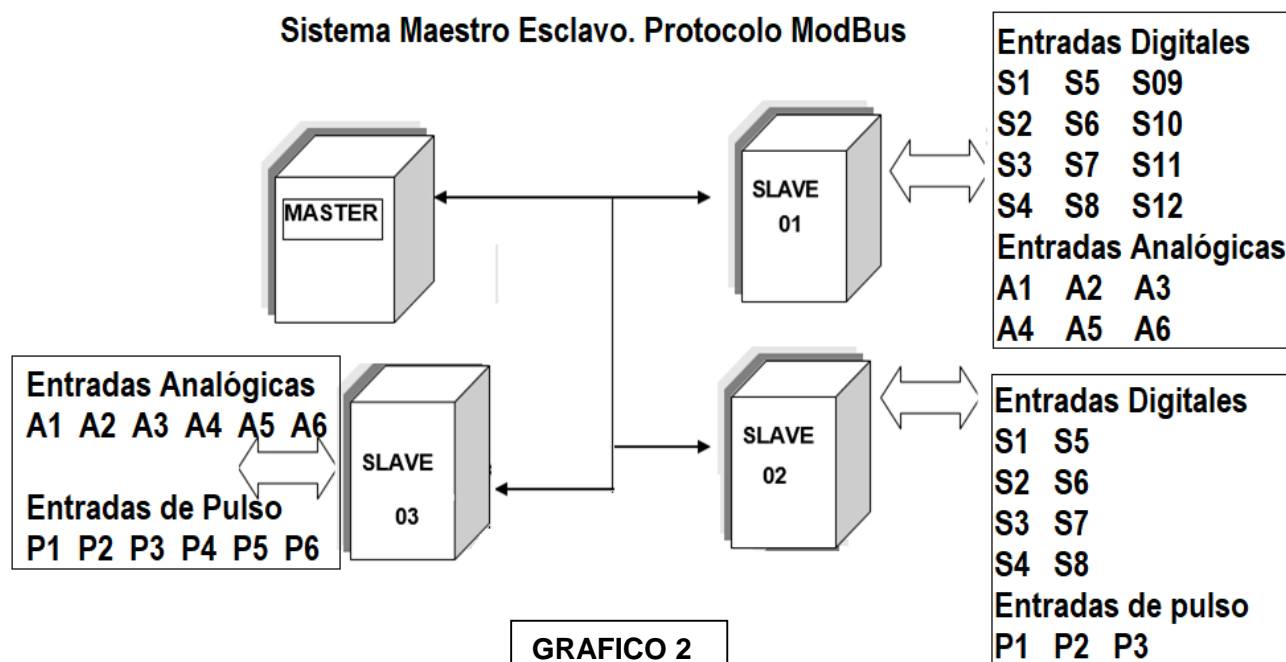 Sistema Maestro Esclavo. Protocolo ModBus
MASTER
SLAVE
01
Entradas Digitales
S1 S5 S09
S2 S6 S10
S3 S7 S11
S4 S8 S12
Entradas Analógicas
A1 A2 A3
A4 A5 A6
Entradas Analógicas
A1 A2 A3 A4 A5 A6
Entradas de Pulso
P1 P2 P3 P4 P5 P6
SLAVE
03
SLAVE
02
Entradas Digitales
S1 S5
S2 S6
S3 S7
S4 S8
Entradas de pulso
P1 P2 P3
GRAFICO 2